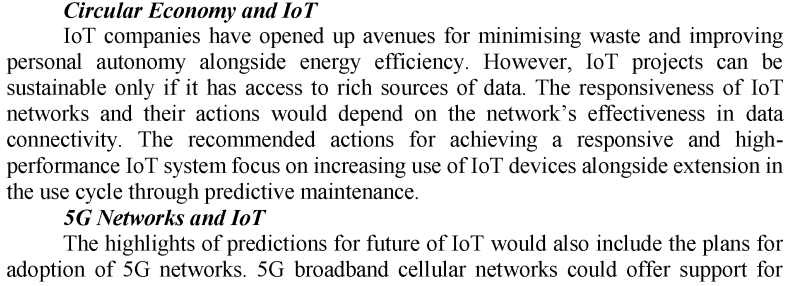 Circular Economy and IoT
IoT companies have opened up avenues for minimising waste and improving
personal autonomy alongside energy efficiency. However, IoT projects can be
sustainable only if it has access to rich sources of data. The responsiveness of IoT
networks and their actions would depend on the network’s effectiveness in data
connectivity. The recommended actions for achieving a responsive and high-
performance IoT system focus on increasing use of IoT devices alongside extension in
the use cycle through predictive maintenance.
5G Networks and IoT
The highlights of predictions for future of IoT would also include the plans for
adoption of 5G networks. 5G broadband cellular networks could offer support for